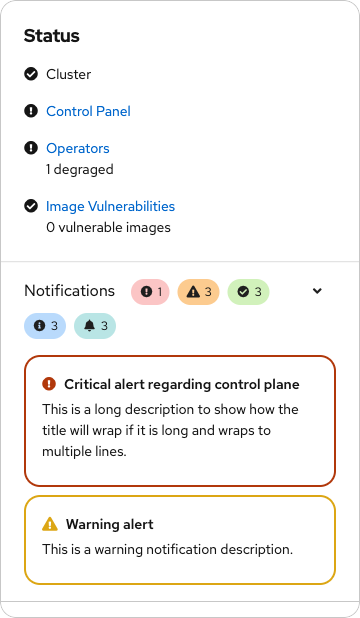 Status
Cluster
Control Panel
Operators
1 degraded
Image Vulnerabilities
0 vulnerable images
Notifications 1 3 3
3 3
Critical alert regarding control plane
This is a long description to show how the
title will wrap if it is long and wraps to
multiple lines.
Warning alert
This is a warning notification description.